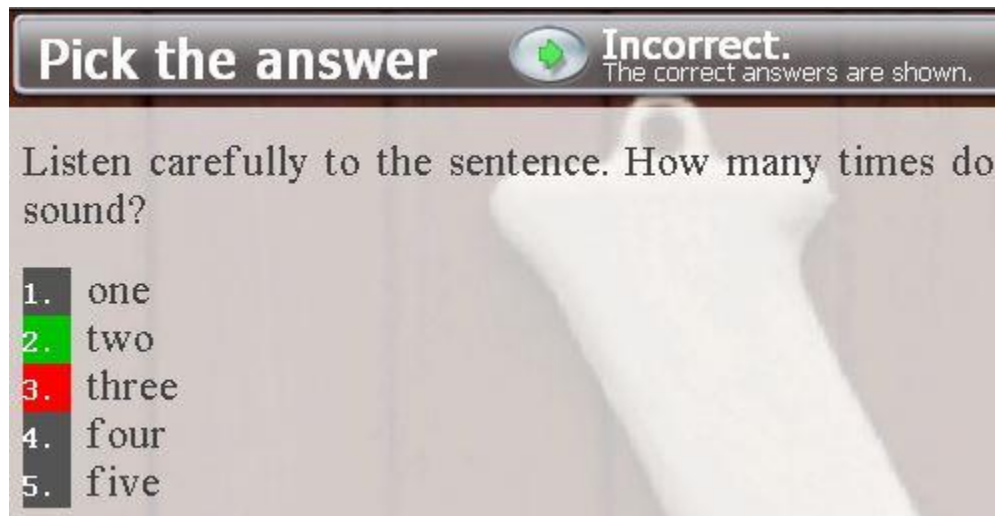 Pick the answer
Incorrect.
The correct answers are shown.
Listen carefully to the sentence. How many times do
sound?
1. one
2. two
3. three
4. four
5. five